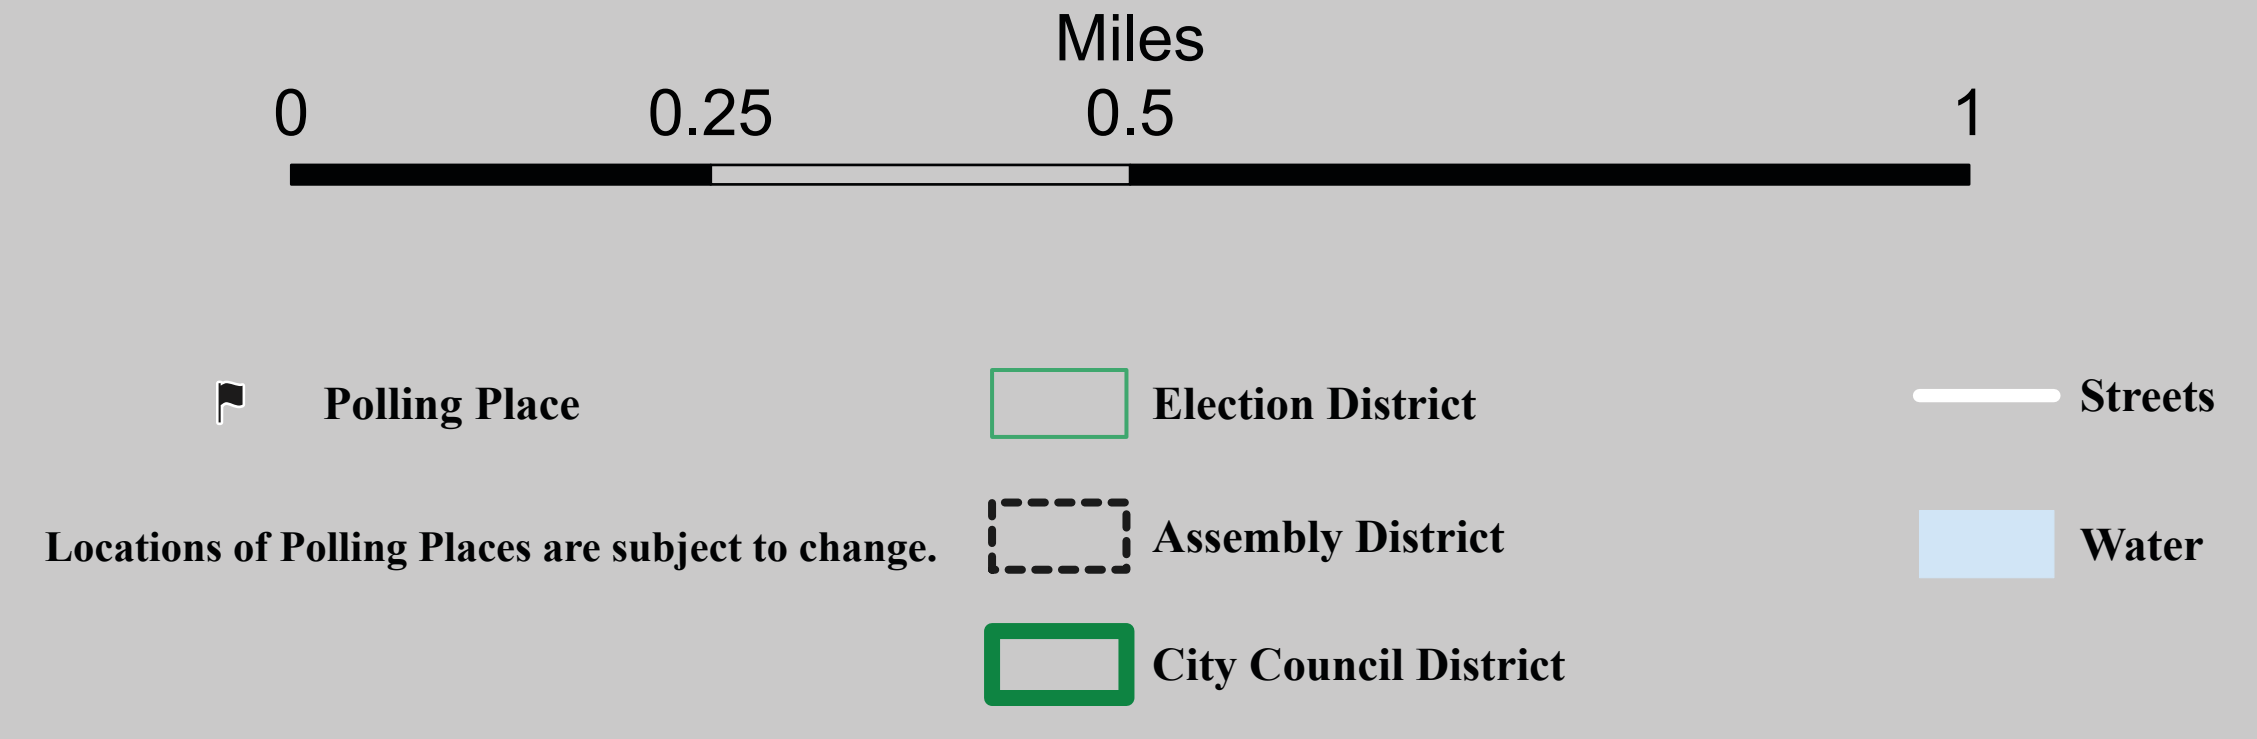 Miles
0 0.25 0.5 1
Polling Place
Election District
Streets
Locations of Polling Places are subject to change.
Assembly District
Water
City Council District